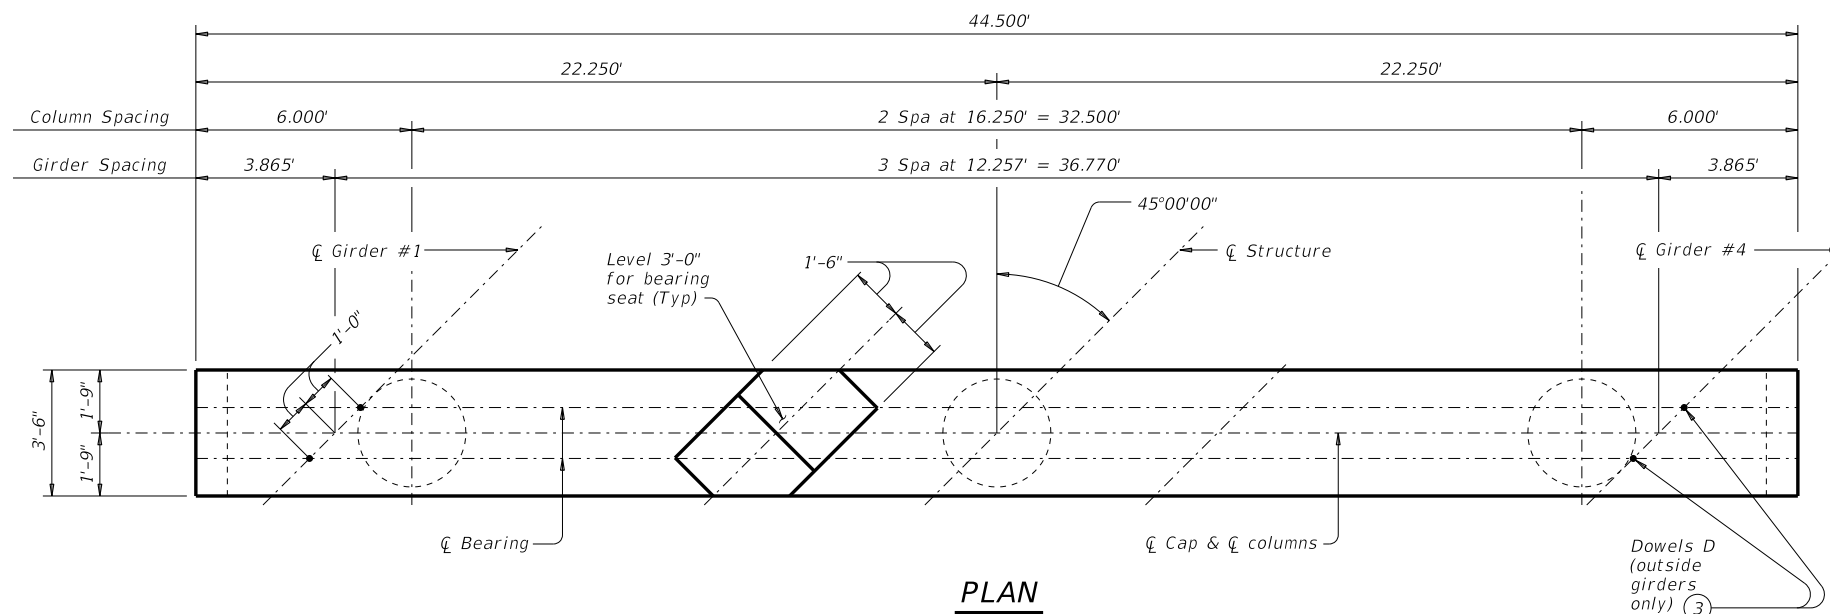 44.500'
22.250'
22.250'
Column Spacing
6.000'
2 Spa at 16.250' = 32.500'
6.000'
Girder Spacing
3.865'
3 Spa at 12.257' = 36.770'
3.865'
45°00'00"
℄ Girder #1
Level 3'-0"
for bearing
seat (Typ)
1'-6"
℄ Structure
℄ Girder #4
1'-0"
3'-6"
1'-9"
1'-9"
℄ Bearing
℄ Cap & ℄ columns
Dowels D
(outside
girders
only) 3
PLAN